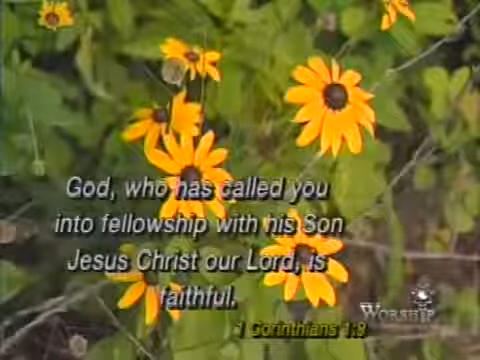 God, who has called you
into fellowship with his Son
Jesus Christ our Lord, is
faithful.
1 Corinthians 1:9
WORSHIP